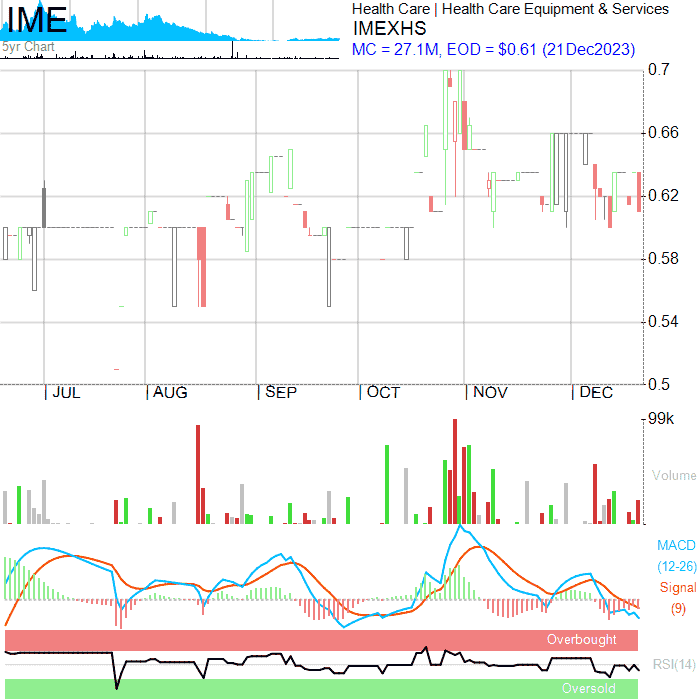 IME
5yr Chart
Health Care | Health Care Equipment & Services
IMEXHS
MC = 27.1M, EOD = $0.61 (21Dec2023)
0.7
0.66
0.62
0.58
0.54
0.5
JUL AUG SEP OCT NOV DEC
99k
Volume
MACD
(12-26)
Signal
(9)
Overbought
RSI(14)
Oversold